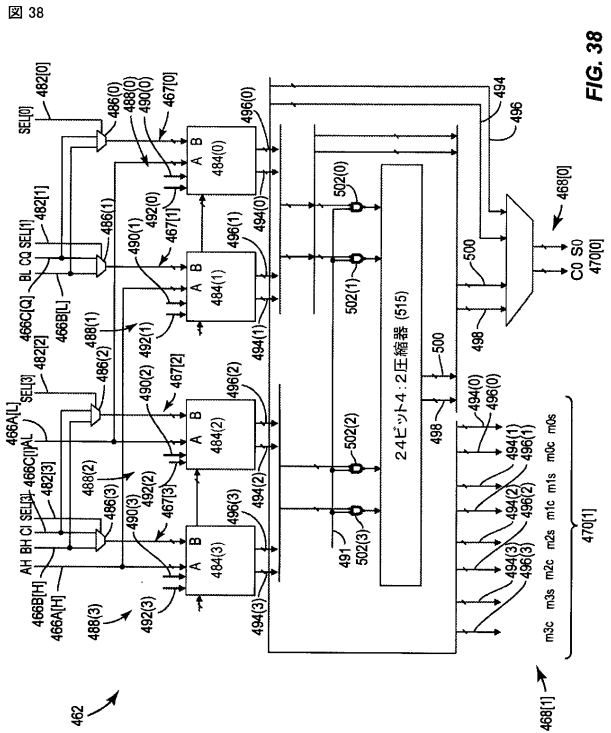 図 38
FIG. 38
SEL[0]
482[0]
486(0)
490(0)
488(0)
467[0]
492(0)
B
A
484(0)
496(0)
494(0)
BL CQ SEL[1]
482[1]
486(1)
490(1)
467[1]
466C[Q]
466B[L]
488(1)
492(1)
B
A
484(1)
496(1)
494(1)
482[2]
SEL[3]
486(2)
490(2)
467[2]
466A[L]
AL
466C[I]
488(2)
492(2)
B
A
484(2)
496(2)
494(2)
AH BH CI SEL[3]
482[3]
486(3)
490(3)
467[3]
466B[H]
466A[H]
488(3)
492(3)
B
A
484(3)
496(3)
494(3)
462
494
496
502(0)
502(1)
502(2)
502(3)
491
24ビット4:2圧縮器 (515)
500
498
500
498
468[0]
C0 S0
470[0]
494(0)
496(0)
494(1)
496(1)
494(2)
496(2)
494(3)
496(3)
m3c m3s m2c m2s m1c m1s m0c m0s
470[1]
468[1]